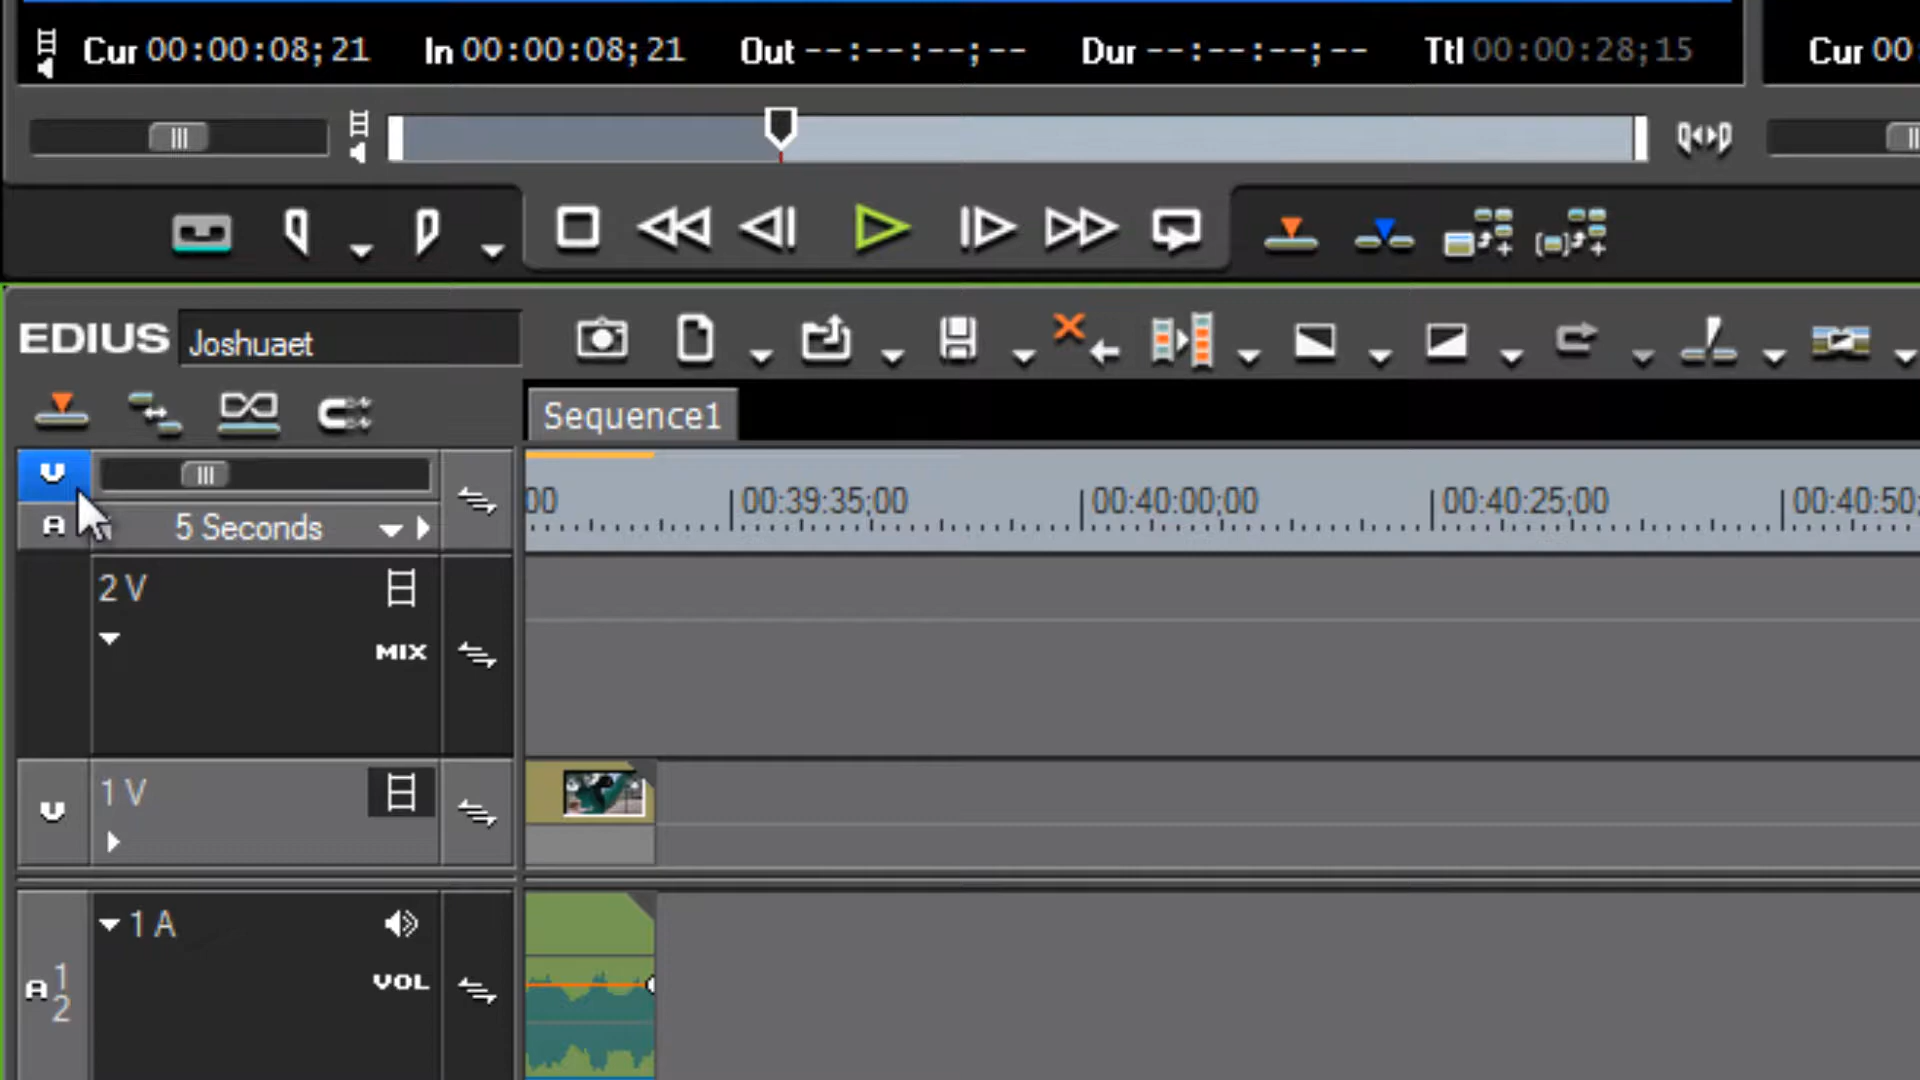 Cur 00:00:08;21 In 00:00:08;21 Out --:--:--;-- Dur --:--:--;-- Ttl 00:00:28;15 Cur 00
EDIUS Joshuaet
Sequence1
00 00:39:35;00 00:40:00;00 00:40:25;00 00:40:50;
A 5 Seconds
2 V
MIX
1 V
1 A
VOL
A 1
2